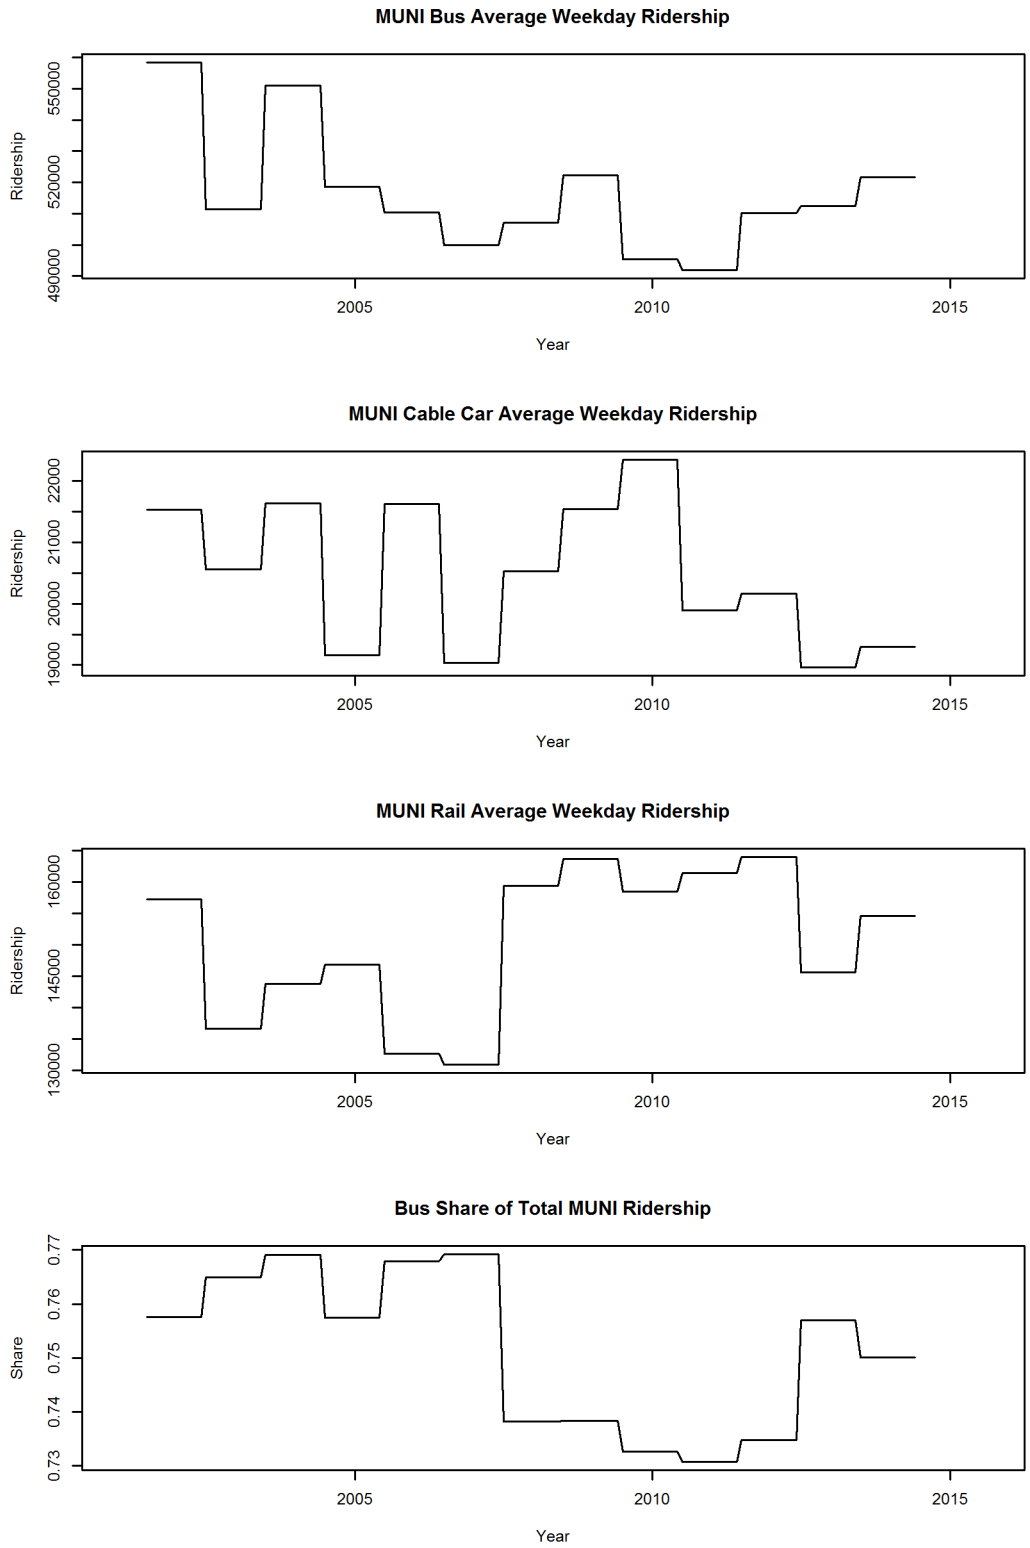 MUNI Bus Average Weekday Ridership
Ridership
550000
520000
490000
2005 2010 2015
Year
MUNI Cable Car Average Weekday Ridership
Ridership
22000
21000
20000
19000
2005 2010 2015
Year
MUNI Rail Average Weekday Ridership
Ridership
160000
145000
130000
2005 2010 2015
Year
Bus Share of Total MUNI Ridership
Share
0.77
0.76
0.75
0.74
0.73
2005 2010 2015
Year